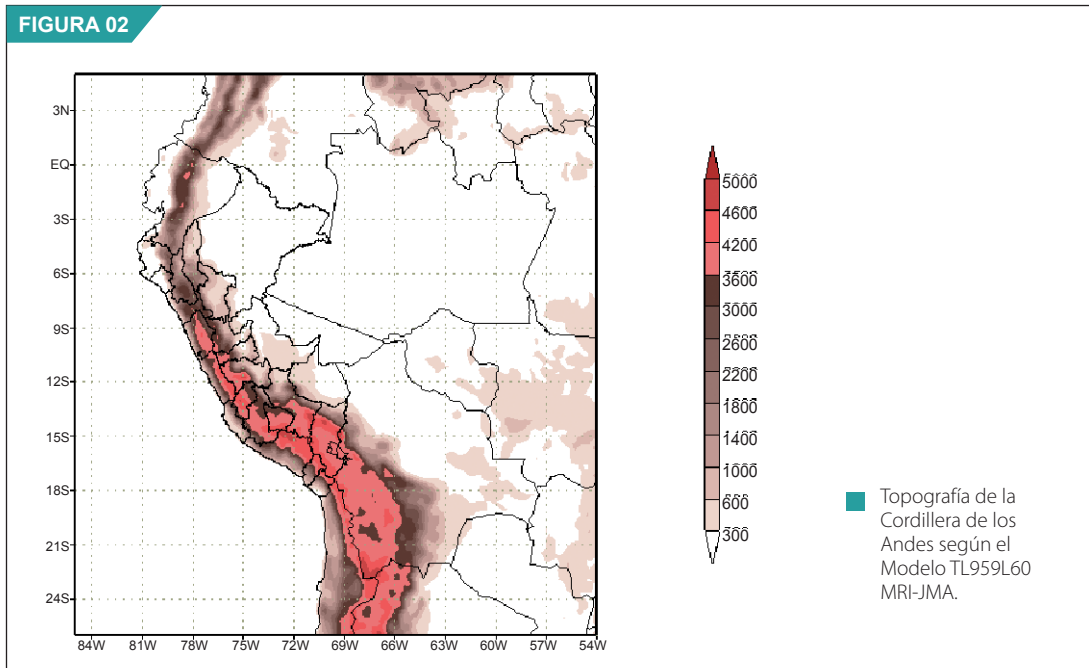 FIGURA 02
3N
EQ
3S
6S
9S
12S
15S
18S
21S
24S
84W 81W 78W 75W 72W 69W 66W 63W 60W 57W 54W
5000
4600
4200
3600
3000
2600
2200
1800
1400
1000
600
300
Topografía de la
Cordillera de los
Andes según el
Modelo TL959L60
MRI-JMA.